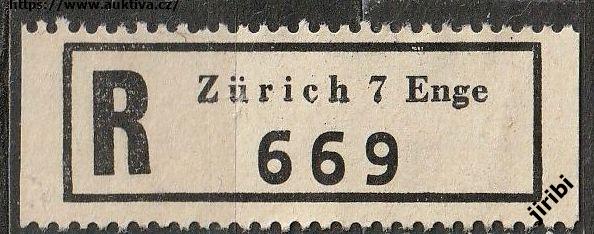 https://www.auktiva.cz/
R
Zürich 7 Enge
669
jiribi